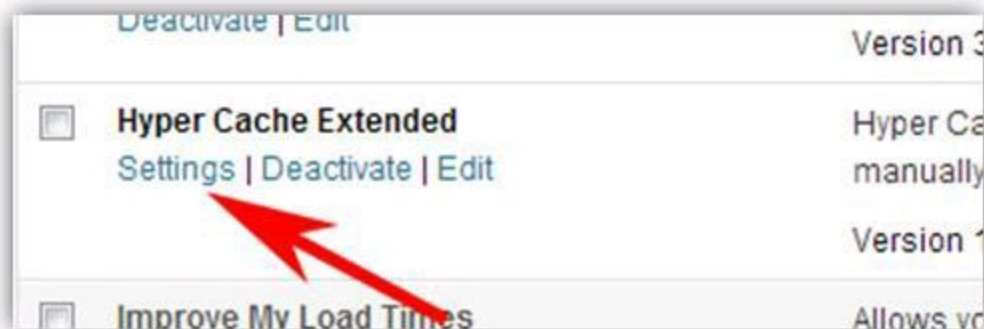 Deactivate | Edit
Version 3
Hyper Cache Extended
Settings | Deactivate | Edit
Hyper Ca
manually
Version 1
Improve My Load Times
Allows yo